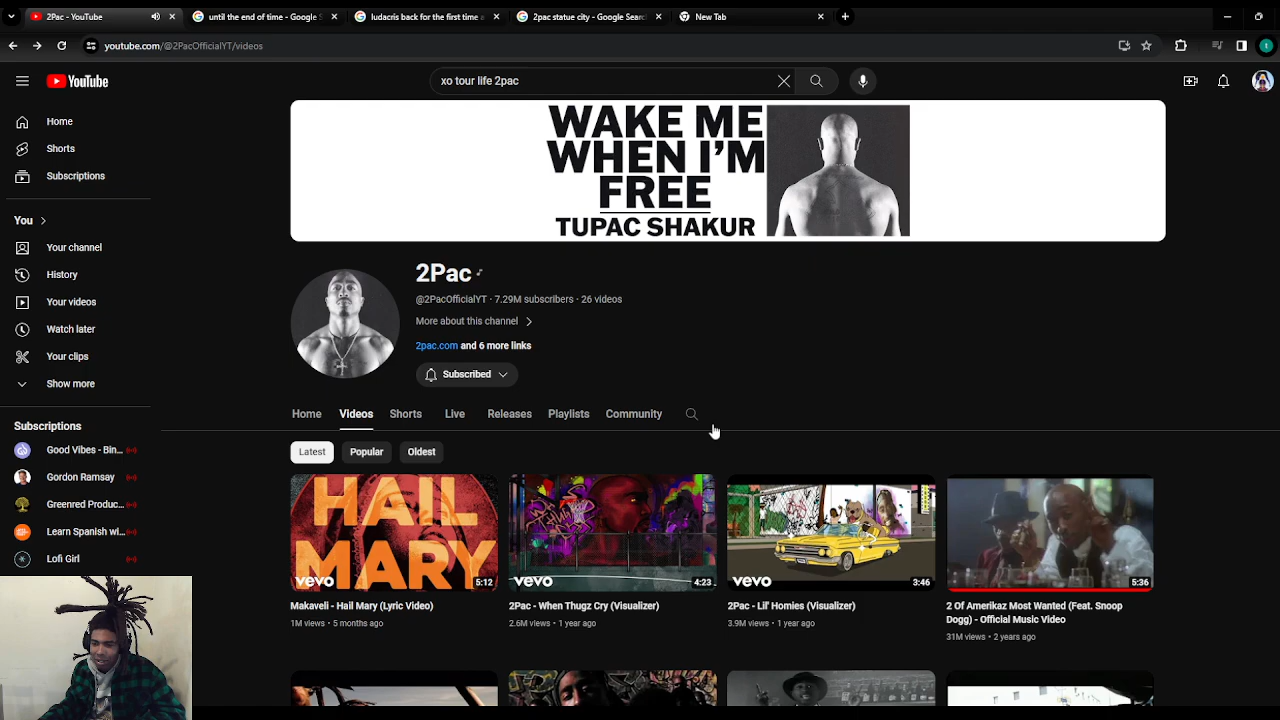 2Pac - YouTube
until the end of time - Google S
ludacris back for the first time a
2pac statue city - Google Searc
New Tab
youtube.com/@2PacOfficialYT/videos
t
YouTube
xo tour life 2pac
Home
Shorts
Subscriptions
You
Your channel
History
Your videos
Watch later
Your clips
Show more
Subscriptions
Good Vibes - Bin...
Gordon Ramsay
Greenred Produc...
Learn Spanish wi...
Lofi Girl
WAKE ME
WHEN I'M
FREE
TUPAC SHAKUR
2Pac
@2PacOfficialYT · 7.29M subscribers · 26 videos
More about this channel
2pac.com and 6 more links
Subscribed
Home Videos Shorts Live Releases Playlists Community
Latest Popular Oldest
HAIL
MARY
vevo
5:12
Makaveli - Hail Mary (Lyric Video)
1M views · 5 months ago
vevo
4:23
2Pac - When Thugz Cry (Visualizer)
2.6M views · 1 year ago
vevo
3:46
2Pac - Lil' Homies (Visualizer)
3.9M views · 1 year ago
5:36
2 Of Amerikaz Most Wanted (Feat. Snoop
Dogg) - Official Music Video
31M views · 2 years ago